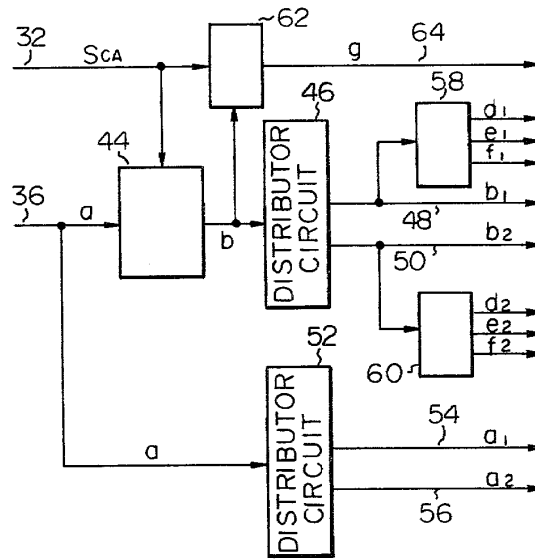 62
32
SCA
g
64
46
58
d1
e1
f1
44
36
a
b
DISTRIBUTOR
CIRCUIT
48
b1
50
b2
d2
e2
f2
60
52
a
DISTRIBUTOR
CIRCUIT
54
a1
a2
56